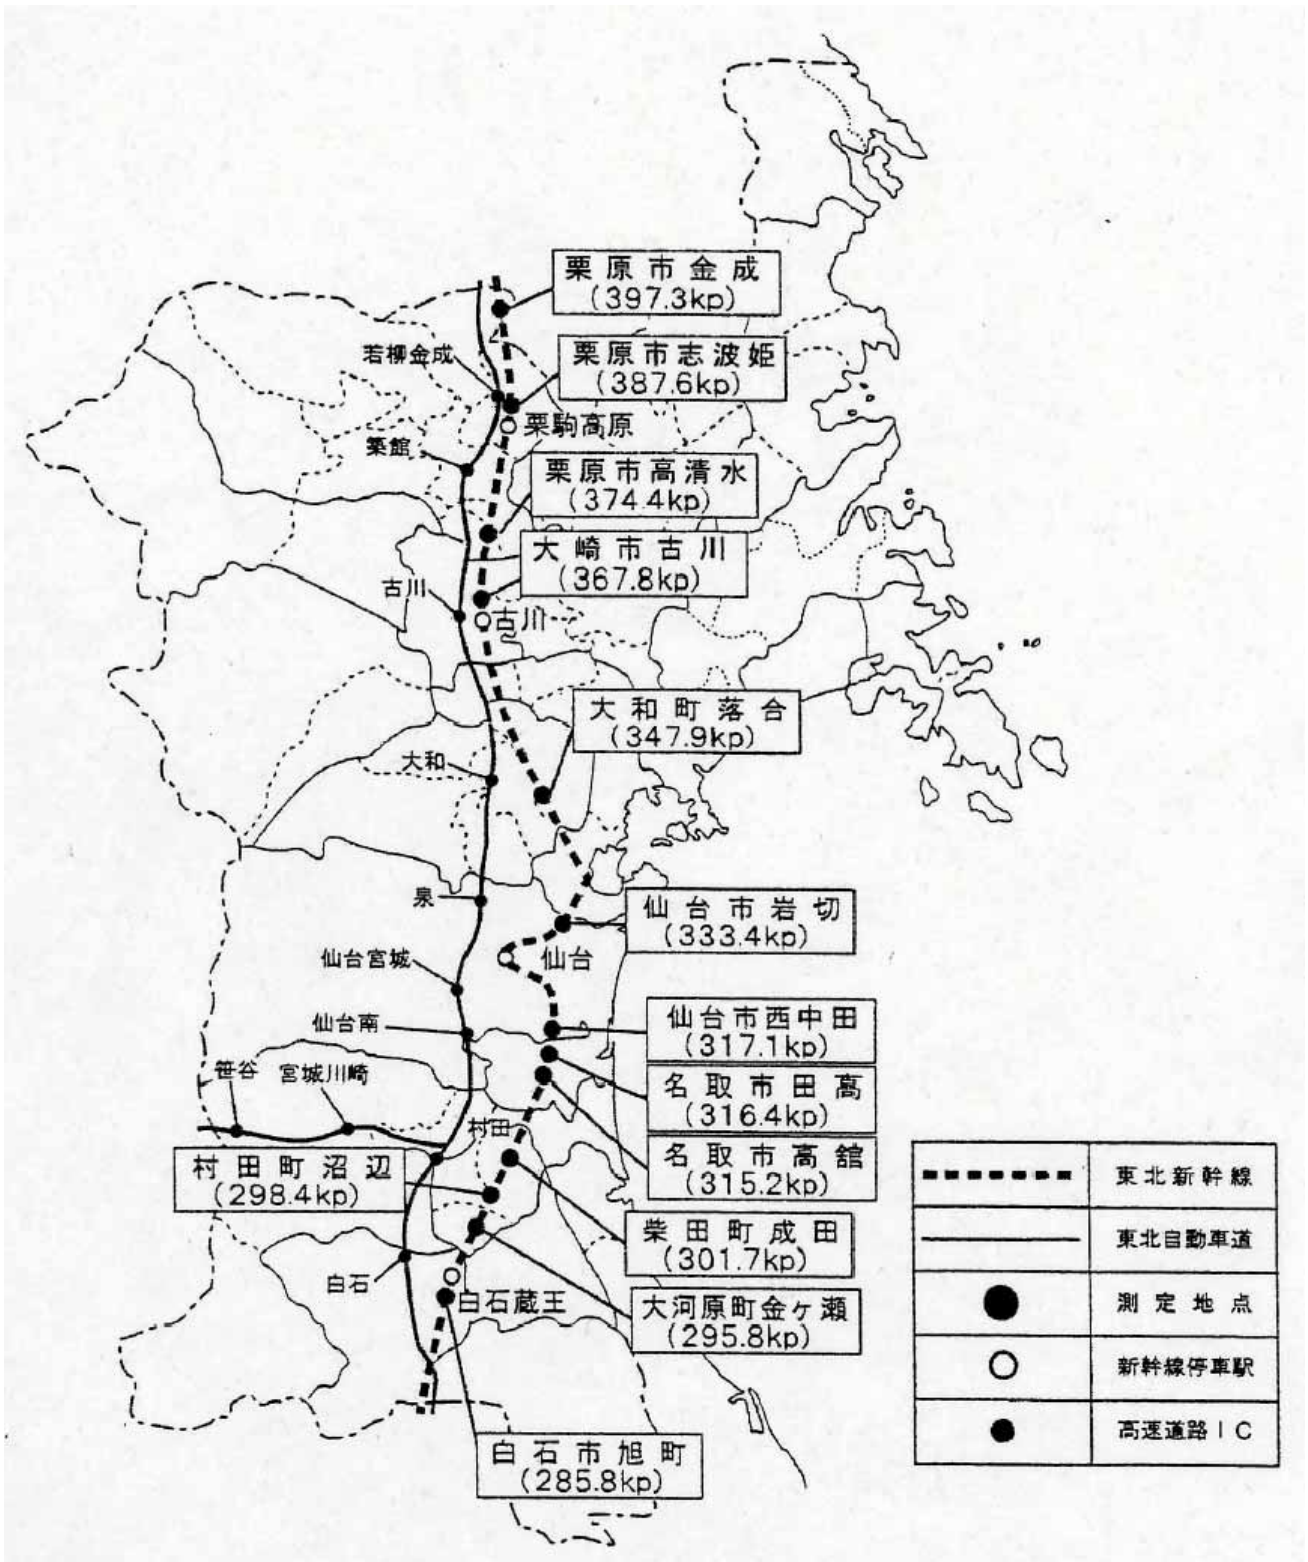 栗原市金成
(397.3kp)
若柳金成
栗原市志波姫
(387.6kp)
栗駒高原
築館
栗原市高清水
(374.4kp)
大崎市古川
(367.8kp)
古川
古川
大和町落合
(347.9kp)
大和
泉
仙台市岩切
(333.4kp)
仙台宮城
仙台
仙台南
仙台市西中田
(317.1kp)
笹谷
宮城川崎
名取市田高
(316.4kp)
村田
名取市高舘
(315.2kp)
村田町沼辺
(298.4kp)
柴田町成田
(301.7kp)
白石
白石蔵王
大河原町金ヶ瀬
(295.8kp)
白石市旭町
(285.8kp)
東北新幹線
東北自動車道
測定地点
新幹線停車駅
高速道路IC